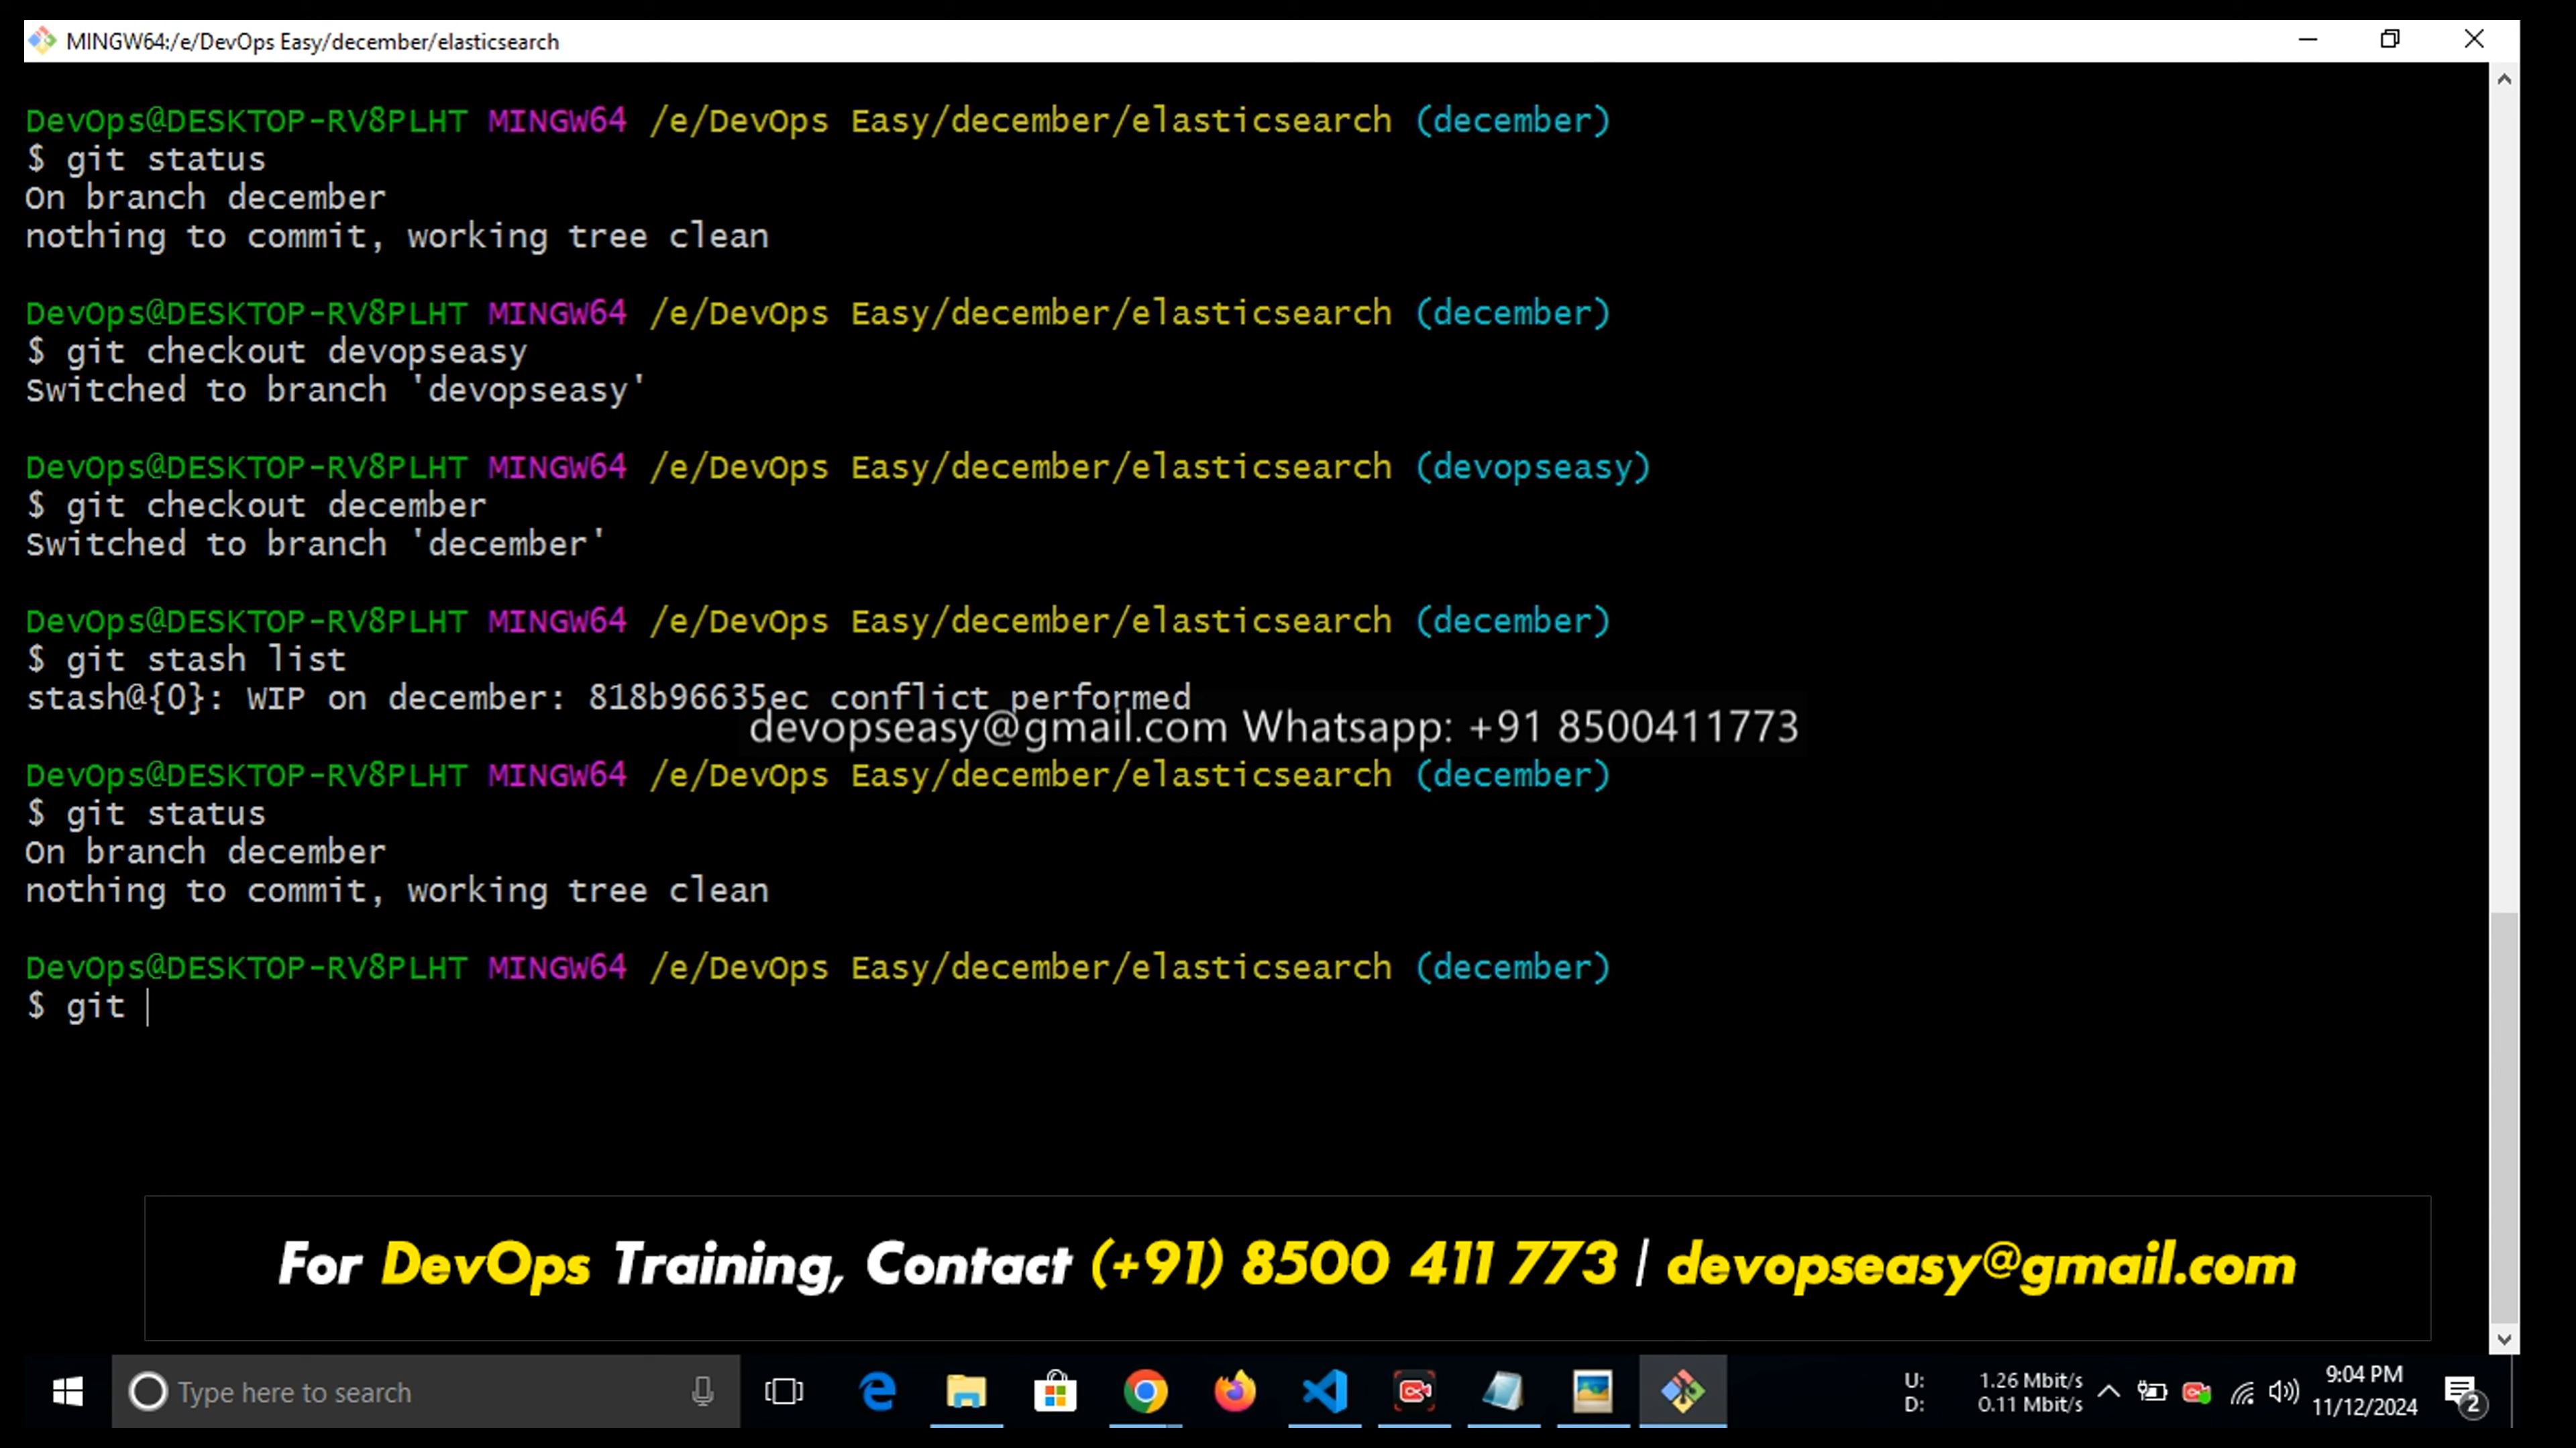 MINGW64:/e/DevOps Easy/december/elasticsearch
DevOps@DESKTOP-RV8PLHT MINGW64 /e/DevOps Easy/december/elasticsearch (december)
$ git status
On branch december
nothing to commit, working tree clean
DevOps@DESKTOP-RV8PLHT MINGW64 /e/DevOps Easy/december/elasticsearch (december)
$ git checkout devopseasy
Switched to branch 'devopseasy'
DevOps@DESKTOP-RV8PLHT MINGW64 /e/DevOps Easy/december/elasticsearch (devopseasy)
$ git checkout december
Switched to branch 'december'
DevOps@DESKTOP-RV8PLHT MINGW64 /e/DevOps Easy/december/elasticsearch (december)
$ git stash list
stash@{0}: WIP on december: 818b96635ec conflict performed
devopseasy@gmail.com Whatsapp: +91 8500411773
DevOps@DESKTOP-RV8PLHT MINGW64 /e/DevOps Easy/december/elasticsearch (december)
$ git status
On branch december
nothing to commit, working tree clean
DevOps@DESKTOP-RV8PLHT MINGW64 /e/DevOps Easy/december/elasticsearch (december)
$ git
For DevOps Training, Contact (+91) 8500 411 773 | devopseasy@gmail.com
Type here to search
U: 1.26 Mbit/s
D: 0.11 Mbit/s
9:04 PM
11/12/2024
2